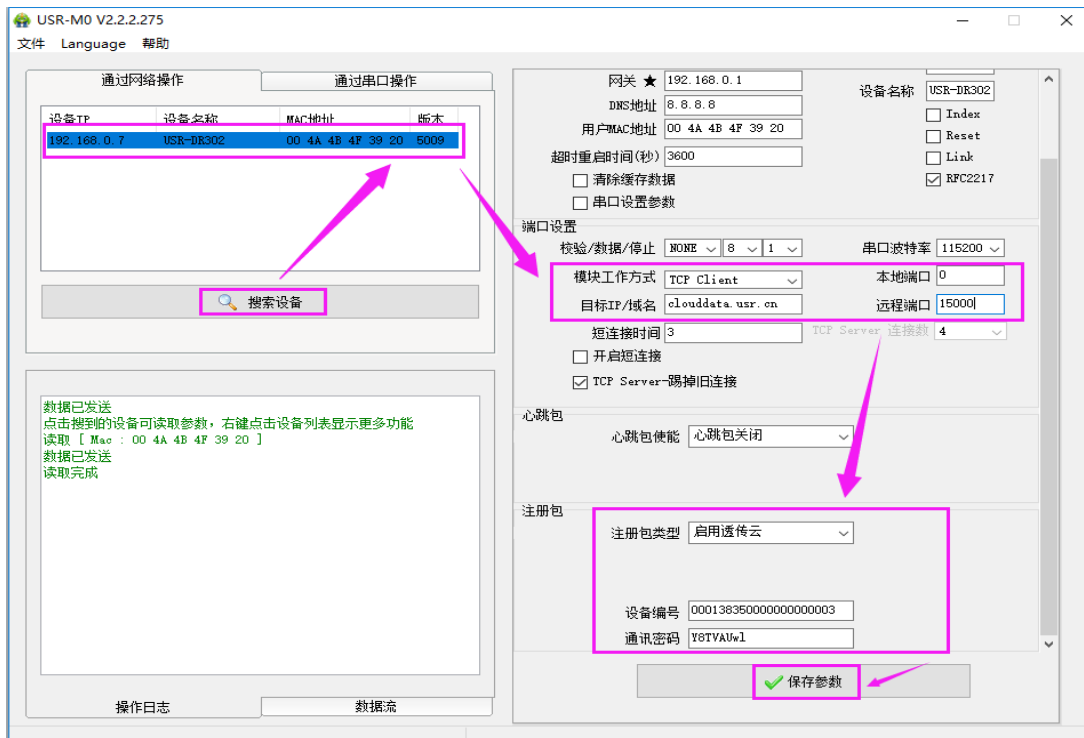 USR-M0 V2.2.2.275
文件 Language 帮助
通过网络操作 通过串口操作
设备IP 设备名称 MAC地址 版本
192.168.0.7 USR-DR302 00 4A 4B 4F 39 20 5009
搜索设备
数据已发送
点击搜到的设备可读取参数，右键点击设备列表显示更多功能
读取 [ Mac : 00 4A 4B 4F 39 20 ]
数据已发送
读取完成
操作日志 数据流
网关 ★ 192.168.0.1
设备名称 USR-DR302
DNS地址 8.8.8.8
Index
用户MAC地址 00 4A 4B 4F 39 20
Reset
超时重启时间(秒) 3600
Link
清除缓存数据
RFC2217
串口设置参数
端口设置
校验/数据/停止 NONE 8 1 串口波特率 115200
模块工作方式 TCP Client 本地端口 0
目标IP/域名 clouddata.usr.cn 远程端口 15000
短连接时间 3 TCP Server 连接数 4
开启短连接
TCP Server-踢掉旧连接
心跳包
心跳包使能 心跳包关闭
注册包
注册包类型 启用透传云
设备编号 00013835000000000003
通讯密码 Y8TVAUwl
保存参数